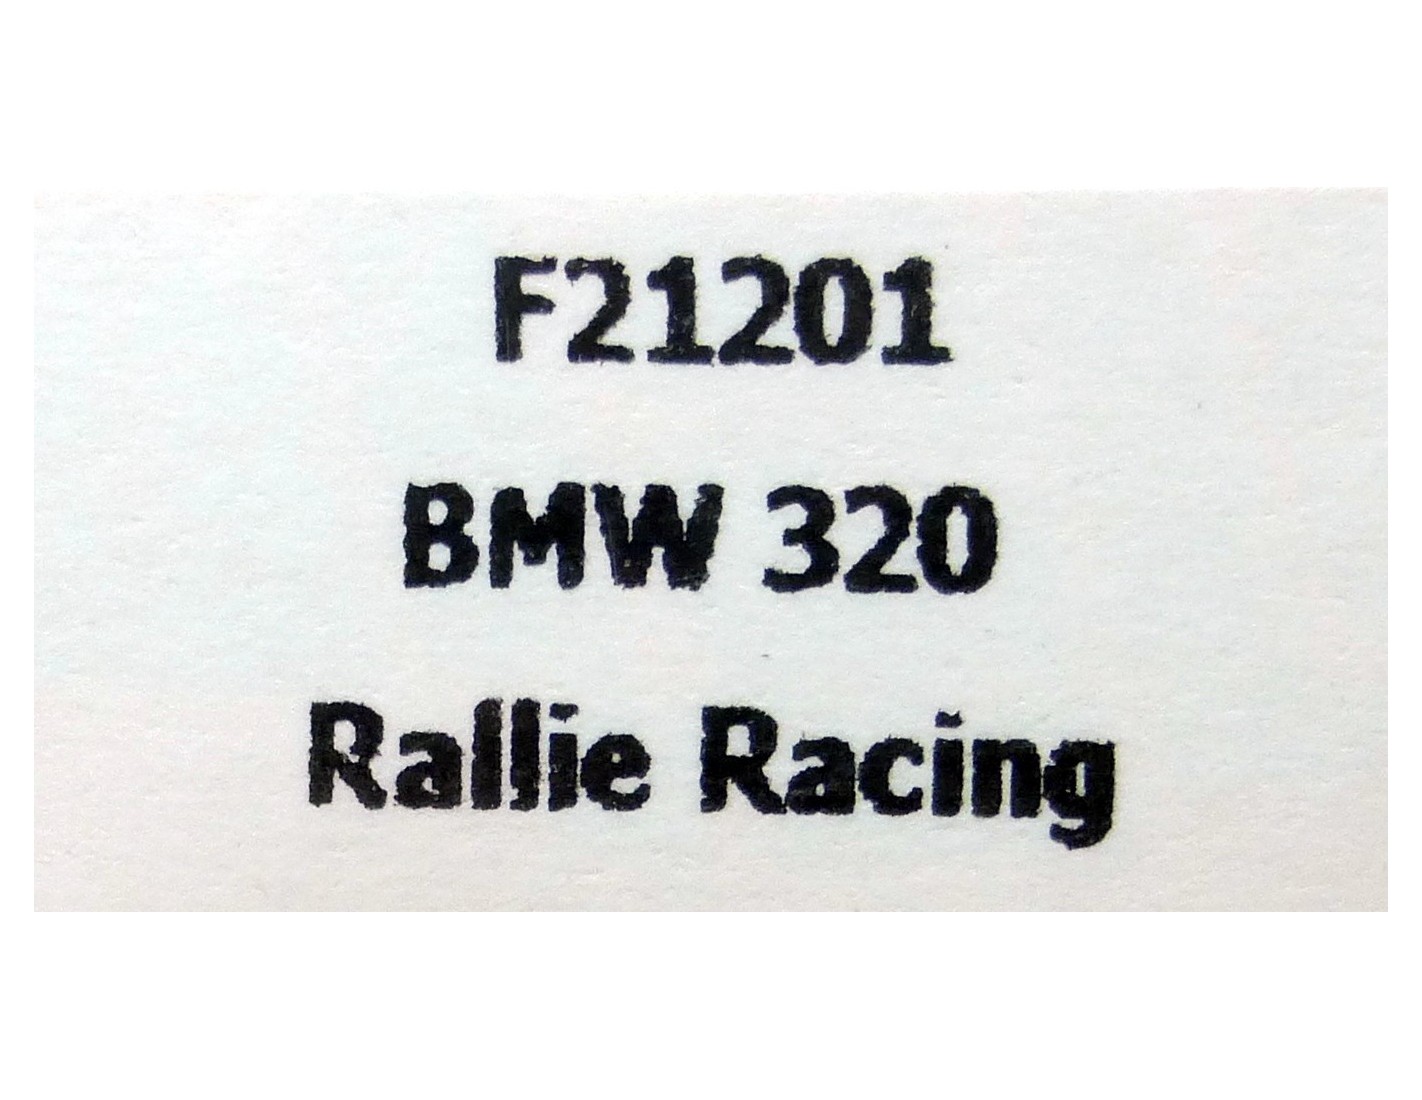 F21201
BMW 320
Rallie Racing